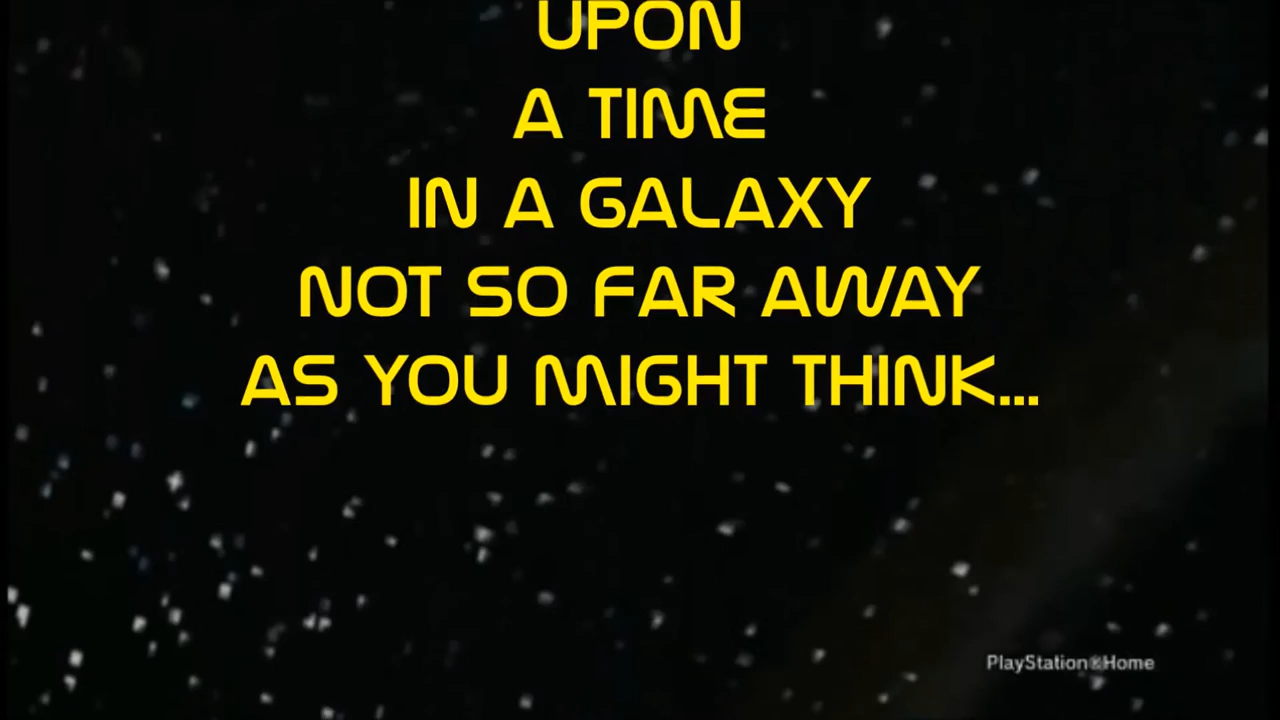 UPON
A TIME
IN A GALAXY
NOT SO FAR AWAY
AS YOU MIGHT THINK...
PlayStation®Home